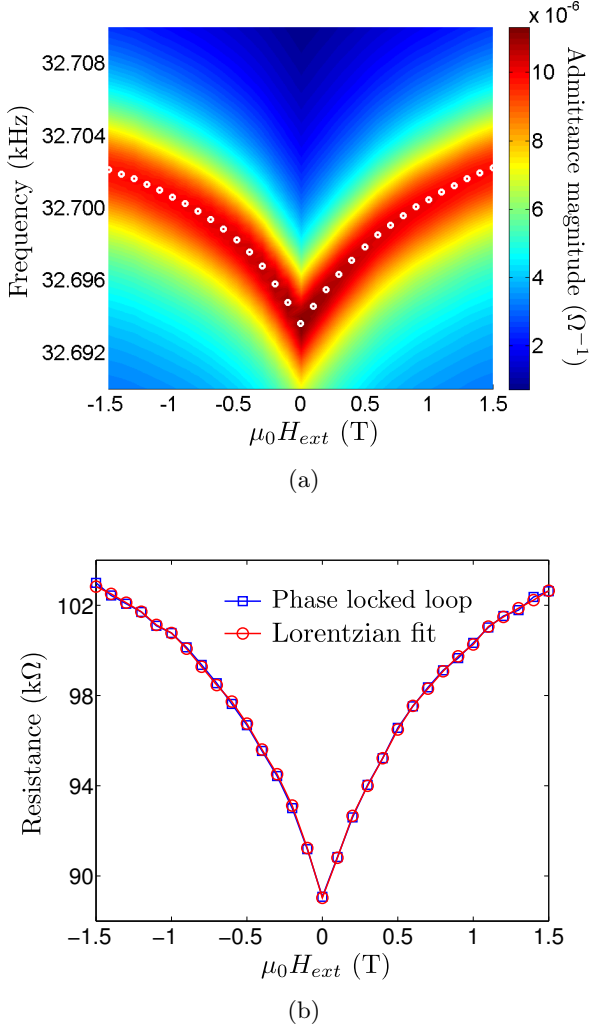 x 10⁻⁶
32.708
32.704
32.700
32.696
32.692
Frequency (kHz)
10
8
6
4
2
Admittance magnitude (Ω⁻¹)
-1.5 -1 -0.5 0 0.5 1 1.5
μ₀Hₑₓₜ (T)
(a)
Phase locked loop
Lorentzian fit
102
98
94
90
Resistance (kΩ)
−1.5 −1 −0.5 0 0.5 1 1.5
μ₀Hₑₓₜ (T)
(b)